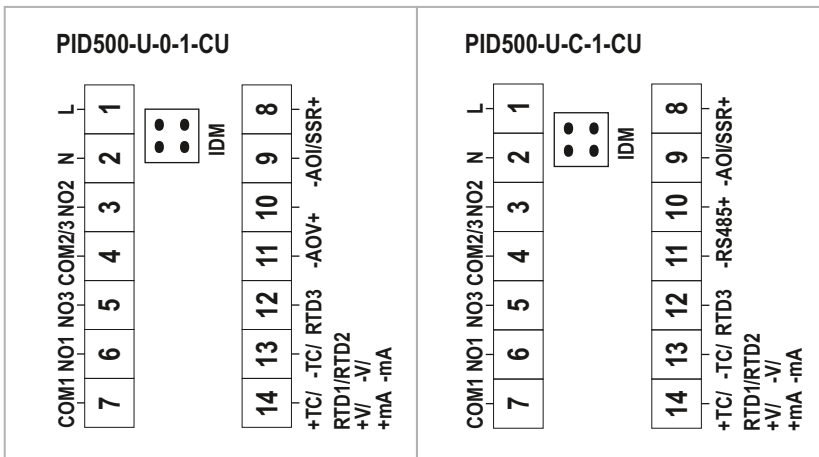 PID500-U-0-1-CU
L
N
NO2
COM2/3
NO3
NO1
COM1
1
2
3
4
5
6
7
IDM
8
9
10
11
12
13
14
-AOI/SSR+
-AOV+
RTD3
+TC/ -TC/
RTD1/RTD2
+V/ -V/
+mA -mA
PID500-U-C-1-CU
L
N
NO2
COM2/3
NO3
NO1
COM1
1
2
3
4
5
6
7
IDM
8
9
10
11
12
13
14
-AOI/SSR+
-RS485+
RTD3
+TC/ -TC/
RTD1/RTD2
+V/ -V/
+mA -mA